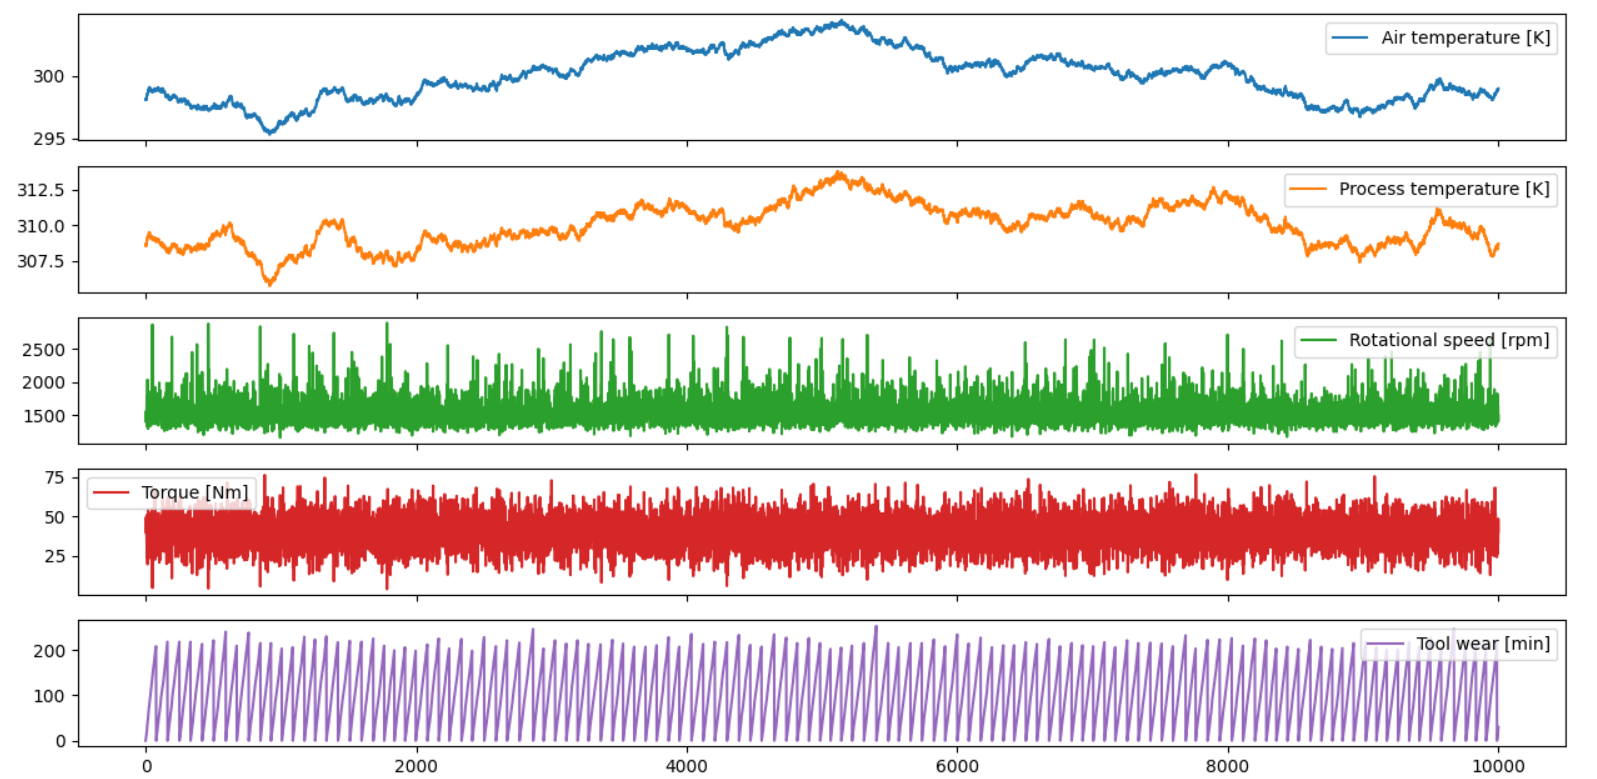 Air temperature [K]
300
295
Process temperature [K]
312.5
310.0
307.5
Rotational speed [rpm]
2500
2000
1500
Torque [Nm]
75
50
25
Tool wear [min]
200
100
0
0 2000 4000 6000 8000 10000